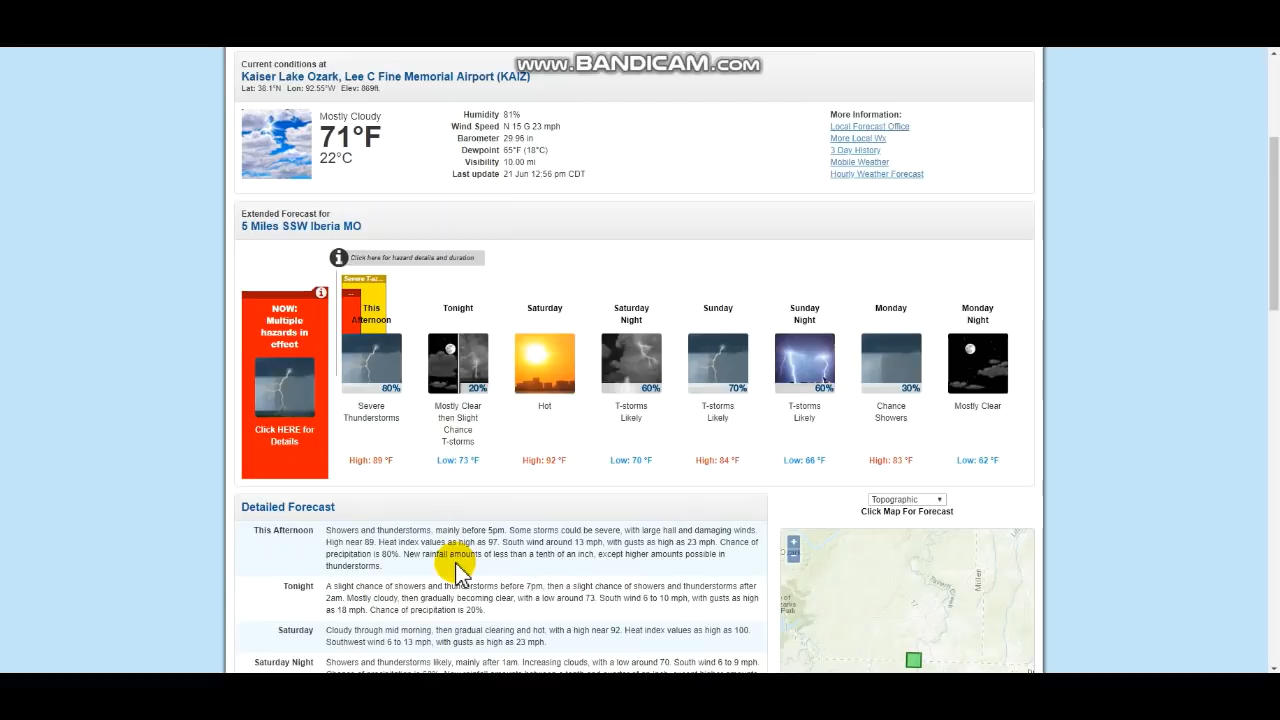 www.BANDICAM.com
Current conditions at
Kaiser Lake Ozark, Lee C Fine Memorial Airport (KAIZ)
Lat: 38.1°N Lon: 92.55°W Elev: 869ft.
Mostly Cloudy
71°F
22°C
Humidity 81%
Wind Speed N 15 G 23 mph
Barometer 29.96 in
Dewpoint 65°F (18°C)
Visibility 10.00 mi
Last update 21 Jun 12:56 pm CDT
More Information:
Local Forecast Office
More Local Wx
3 Day History
Mobile Weather
Hourly Weather Forecast
Extended Forecast for
5 Miles SSW Iberia MO
Click here for hazard details and duration
NOW:
Multiple
hazards in
effect
Click HERE for
Details
Severe T-st...
...
This
Afternoon
80%
Severe
Thunderstorms
High: 89 °F
Tonight
20%
Mostly Clear
then Slight
Chance
T-storms
Low: 73 °F
Saturday
Hot
High: 92 °F
Saturday
Night
60%
T-storms
Likely
Low: 70 °F
Sunday
70%
T-storms
Likely
High: 84 °F
Sunday
Night
60%
T-storms
Likely
Low: 66 °F
Monday
30%
Chance
Showers
High: 83 °F
Monday
Night
Mostly Clear
Low: 62 °F
Detailed Forecast
This Afternoon
Showers and thunderstorms, mainly before 5pm. Some storms could be severe, with large hail and damaging winds.
High near 89. Heat index values as high as 97. South wind around 13 mph, with gusts as high as 23 mph. Chance of
precipitation is 80%. New rainfall amounts of less than a tenth of an inch, except higher amounts possible in
thunderstorms.
Tonight
A slight chance of showers and thunderstorms before 7pm, then a slight chance of showers and thunderstorms after
2am. Mostly cloudy, then gradually becoming clear, with a low around 73. South wind 6 to 10 mph, with gusts as high
as 18 mph. Chance of precipitation is 20%.
Saturday
Cloudy through mid morning, then gradual clearing and hot, with a high near 92. Heat index values as high as 100.
Southwest wind 6 to 13 mph, with gusts as high as 23 mph.
Saturday Night
Showers and thunderstorms likely, mainly after 1am. Increasing clouds, with a low around 70. South wind 6 to 9 mph.
Topographic
Click Map For Forecast
+
Miller